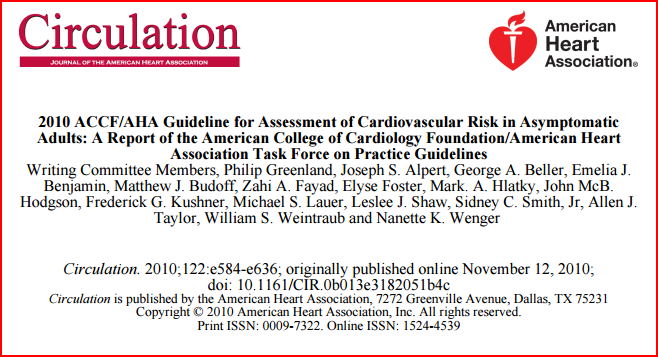 Circulation
JOURNAL OF THE AMERICAN HEART ASSOCIATION
American
Heart
Association®
2010 ACCF/AHA Guideline for Assessment of Cardiovascular Risk in Asymptomatic
Adults: A Report of the American College of Cardiology Foundation/American Heart
Association Task Force on Practice Guidelines
Writing Committee Members, Philip Greenland, Joseph S. Alpert, George A. Beller, Emelia J.
Benjamin, Matthew J. Budoff, Zahi A. Fayad, Elyse Foster, Mark. A. Hlatky, John McB.
Hodgson, Frederick G. Kushner, Michael S. Lauer, Leslee J. Shaw, Sidney C. Smith, Jr, Allen J.
Taylor, William S. Weintraub and Nanette K. Wenger
Circulation. 2010;122:e584-e636; originally published online November 12, 2010;
doi: 10.1161/CIR.0b013e3182051b4c
Circulation is published by the American Heart Association, 7272 Greenville Avenue, Dallas, TX 75231
Copyright © 2010 American Heart Association, Inc. All rights reserved.
Print ISSN: 0009-7322. Online ISSN: 1524-4539